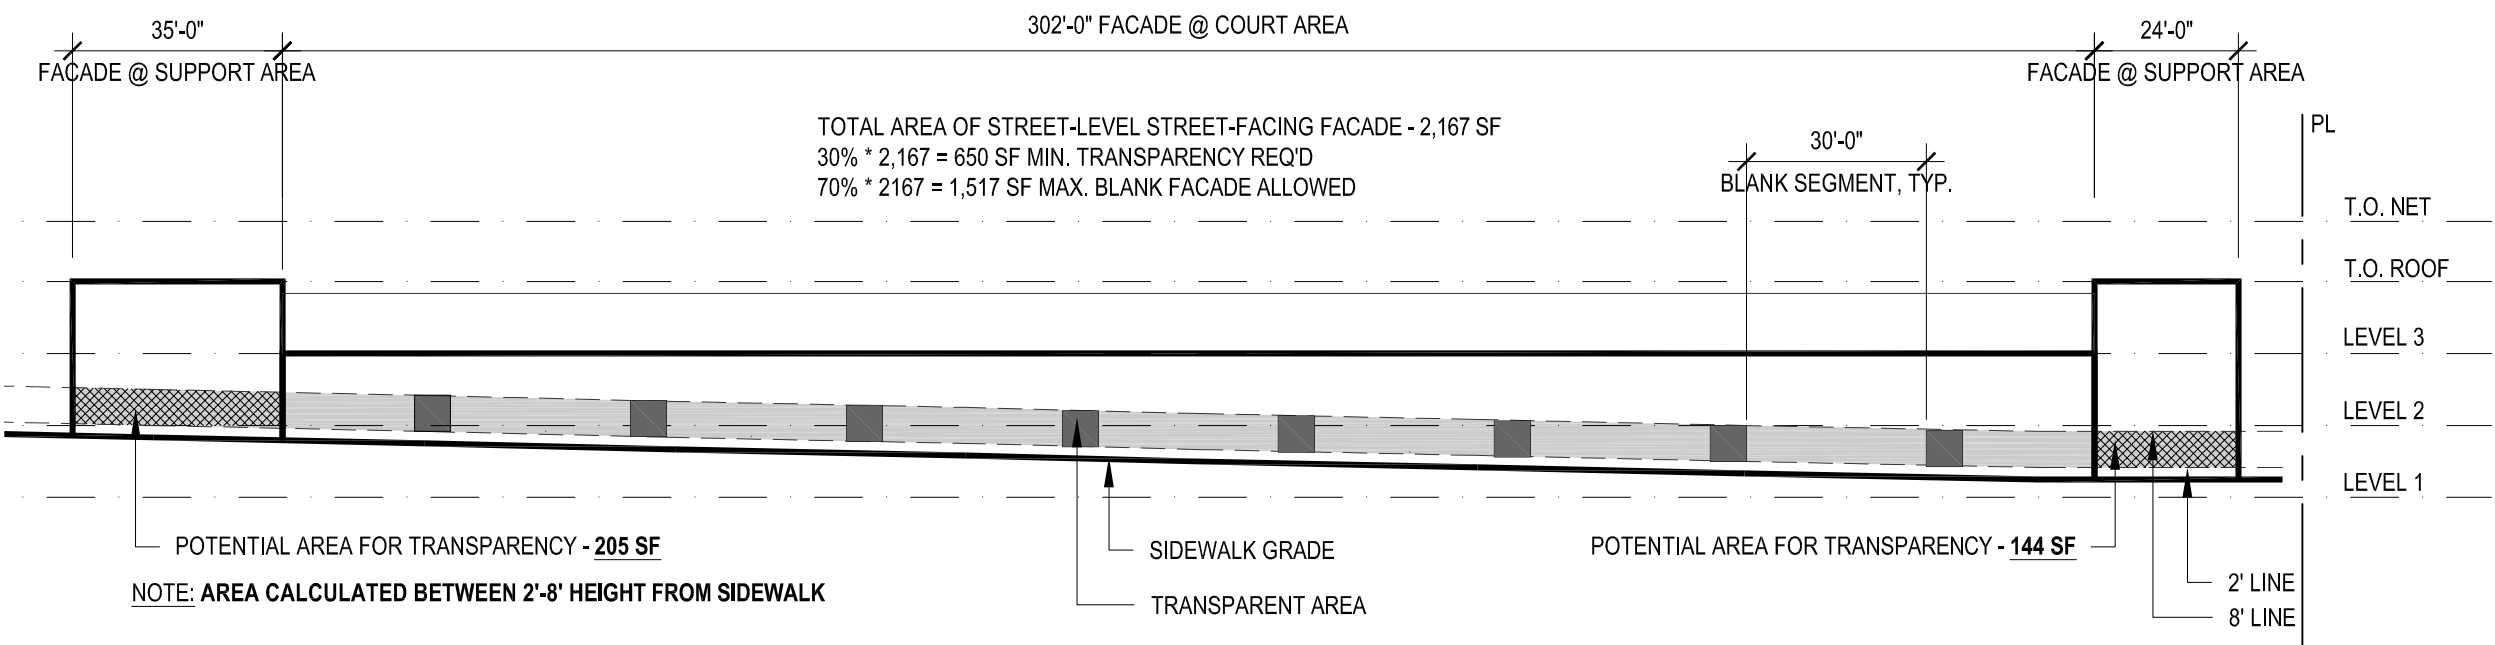 35'-0"
302'-0" FACADE @ COURT AREA
24'-0"
FACADE @ SUPPORT AREA
FACADE @ SUPPORT AREA
TOTAL AREA OF STREET-LEVEL STREET-FACING FACADE - 2,167 SF
30% * 2,167 = 650 SF MIN. TRANSPARENCY REQ'D
70% * 2167 = 1,517 SF MAX. BLANK FACADE ALLOWED
30'-0"
BLANK SEGMENT, TYP.
PL
T.O. NET
T.O. ROOF
LEVEL 3
LEVEL 2
LEVEL 1
POTENTIAL AREA FOR TRANSPARENCY - 205 SF
NOTE: AREA CALCULATED BETWEEN 2'-8' HEIGHT FROM SIDEWALK
SIDEWALK GRADE
TRANSPARENT AREA
POTENTIAL AREA FOR TRANSPARENCY - 144 SF
2' LINE
8' LINE